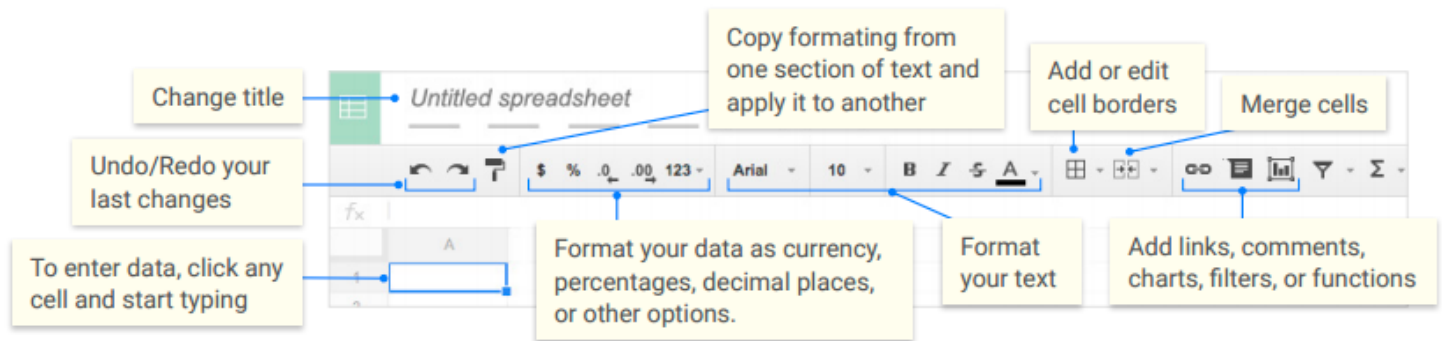 Copy formating from
one section of text and
apply it to another
Add or edit
cell borders
Merge cells
Change title
Untitled spreadsheet
Undo/Redo your
last changes
$ % .0 .00 123 Arial 10 B I S A Σ
fx
A
To enter data, click any
cell and start typing
1
Format your data as currency,
percentages, decimal places,
or other options.
Format
your text
Add links, comments,
charts, filters, or functions